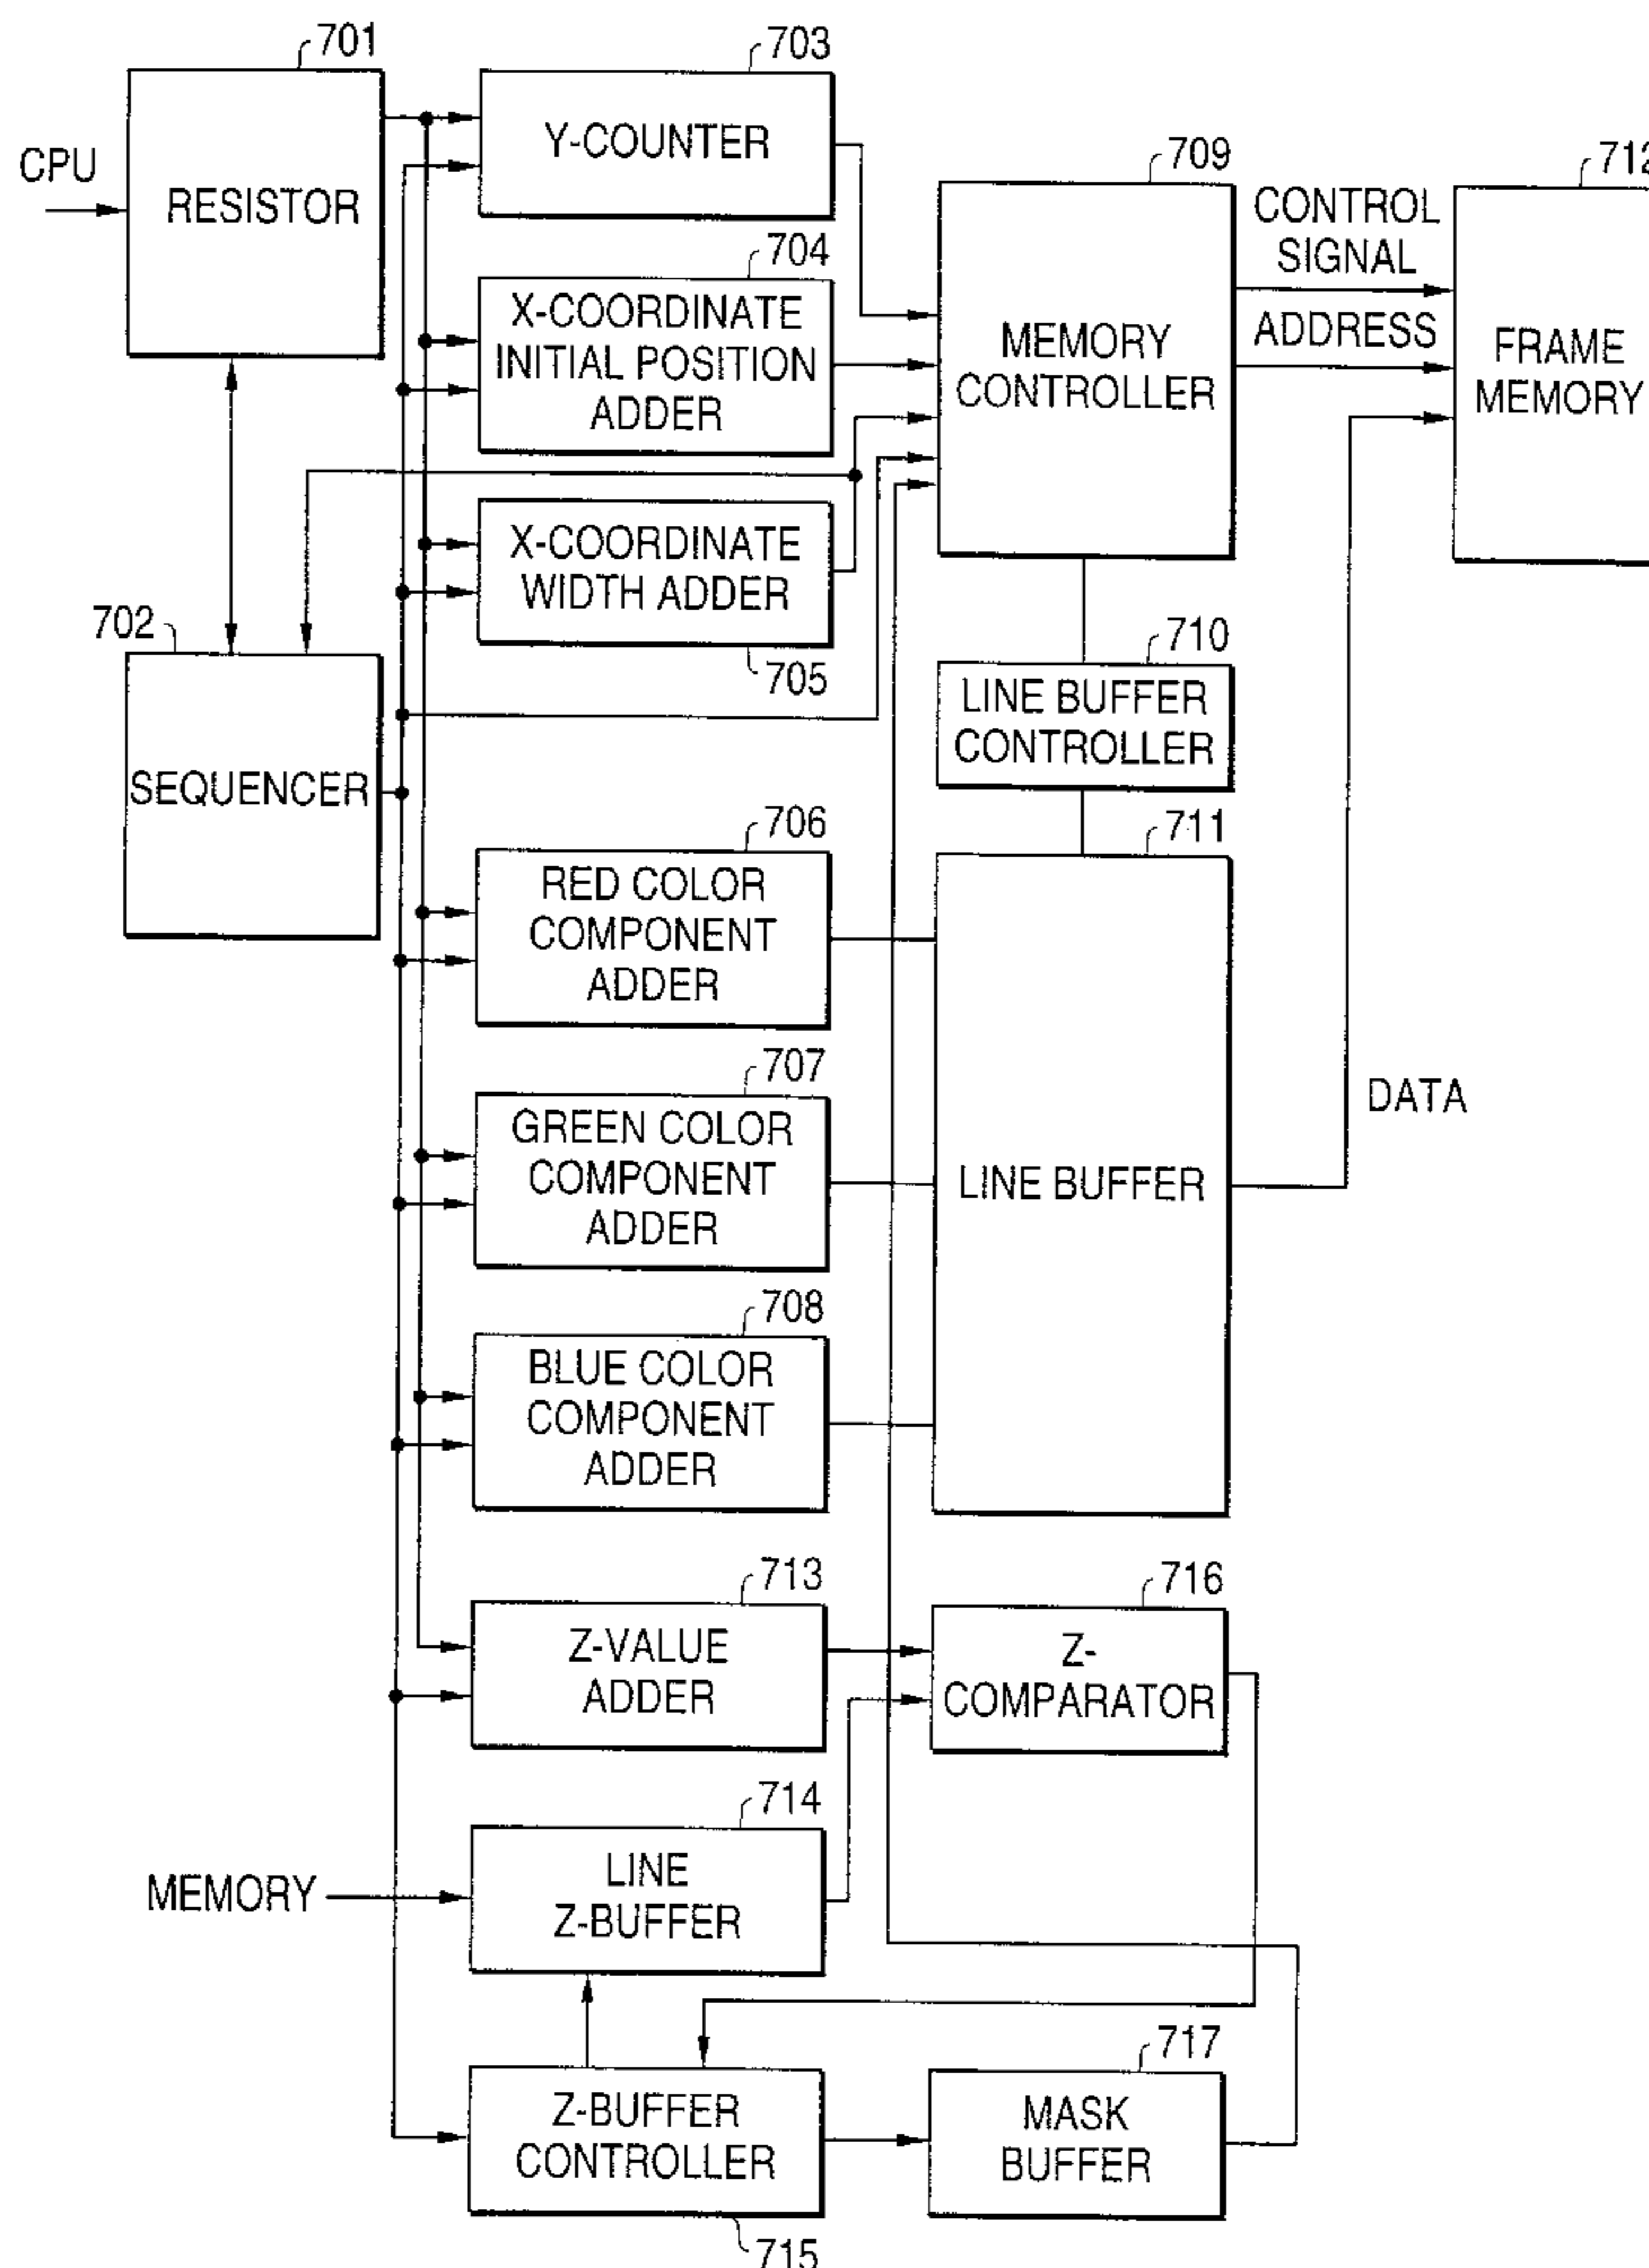 701
703
CPU
RESISTOR
Y-COUNTER
709
712
CONTROL
SIGNAL
ADDRESS
704
X-COORDINATE
INITIAL POSITION
ADDER
MEMORY
CONTROLLER
FRAME
MEMORY
X-COORDINATE
WIDTH ADDER
705
702
710
LINE BUFFER
CONTROLLER
SEQUENCER
706
711
RED COLOR
COMPONENT
ADDER
707
DATA
GREEN COLOR
COMPONENT
ADDER
LINE BUFFER
708
BLUE COLOR
COMPONENT
ADDER
713
716
Z-VALUE
ADDER
Z-
COMPARATOR
714
MEMORY
LINE
Z-BUFFER
717
Z-BUFFER
CONTROLLER
MASK
BUFFER
715